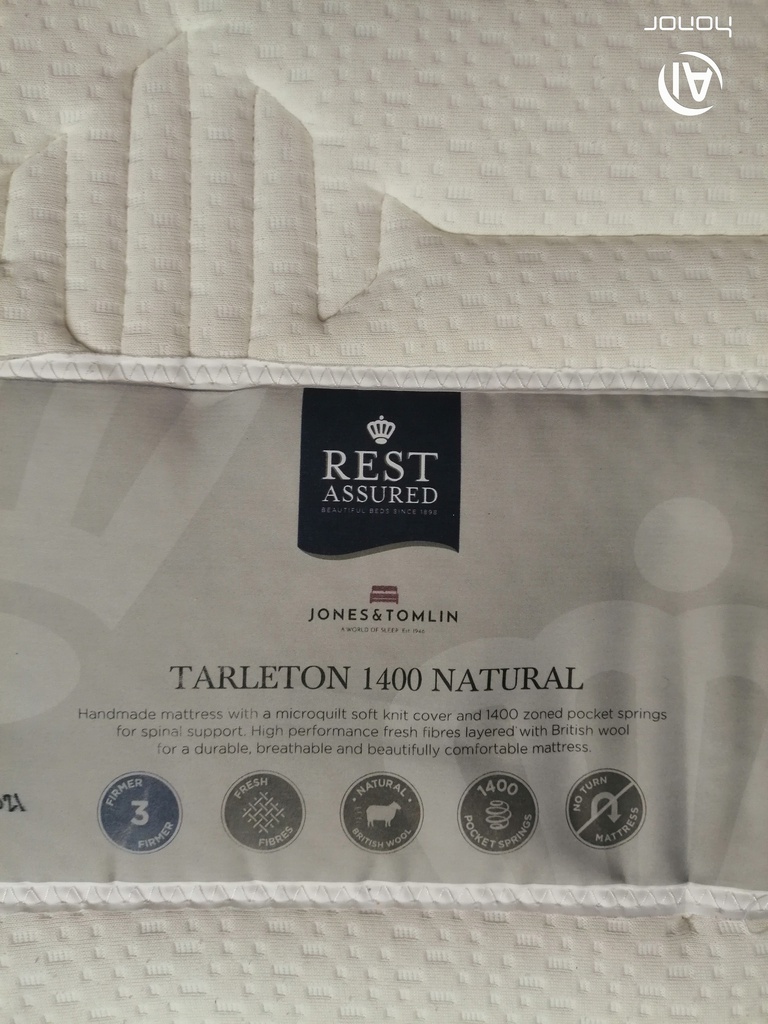 honor
AI
REST
ASSURED
BEAUTIFUL BEDS SINCE 1898
JONES&TOMLIN
A WORLD OF SLEEP Est 1946
TARLETON 1400 NATURAL
Handmade mattress with a microquilt soft knit cover and 1400 zoned pocket springs
for spinal support. High performance fresh fibres layered with British wool
for a durable, breathable and beautifully comfortable mattress.
FIRMER
3
FIRMER
FRESH
FIBRES
• NATURAL •
BRITISH WOOL
1400
POCKET SPRINGS
NO TURN
MATTRESS